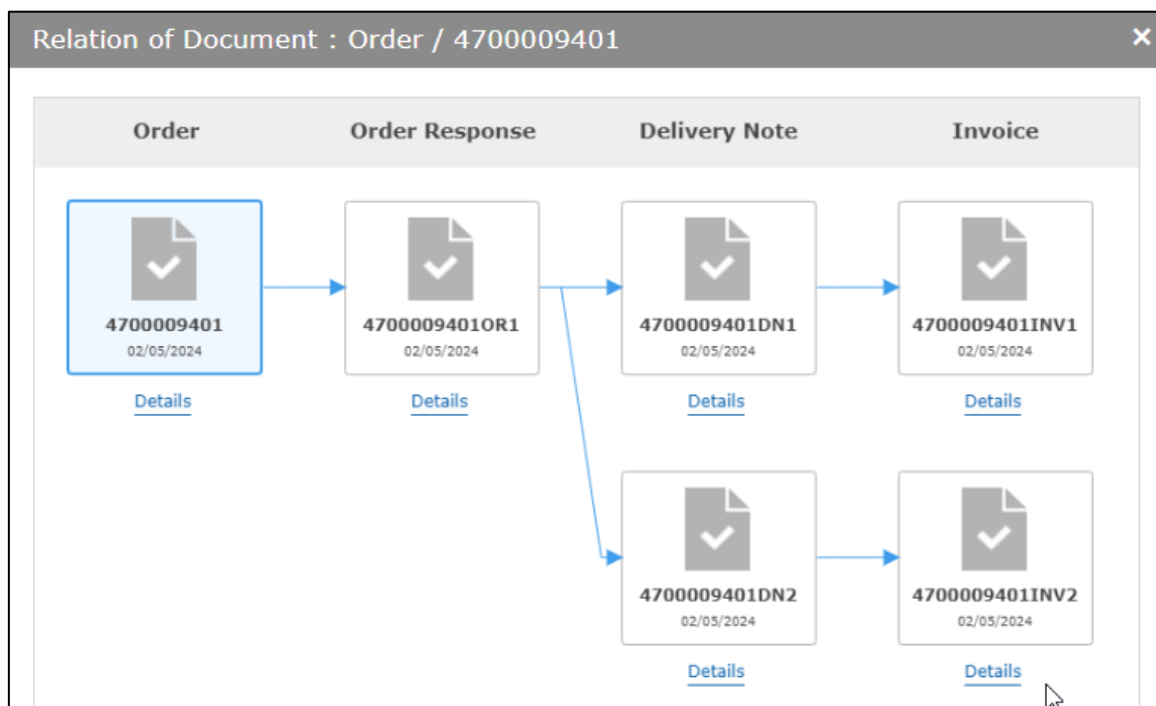 Relation of Document : Order / 4700009401
Order Order Response Delivery Note Invoice
4700009401 4700009401OR1 4700009401DN1 4700009401INV1
02/05/2024 02/05/2024 02/05/2024 02/05/2024
Details Details Details Details
4700009401DN2 4700009401INV2
02/05/2024 02/05/2024
Details Details